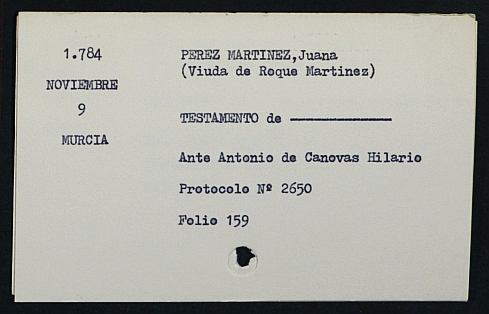 1.784
NOVIEMBRE
9
MURCIA
PEREZ MARTINEZ,Juana
(Viuda de Roque Martinez)
TESTAMENTO de ————————
Ante Antonio de Canovas Hilario
Protocolo Nº 2650
Folio 159